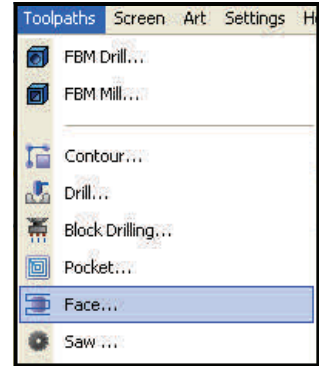 Toolpaths Screen Art Settings H
FBM Drill...
FBM Mill...
Contour...
Drill...
Block Drilling...
Pocket...
Face...
Saw ...